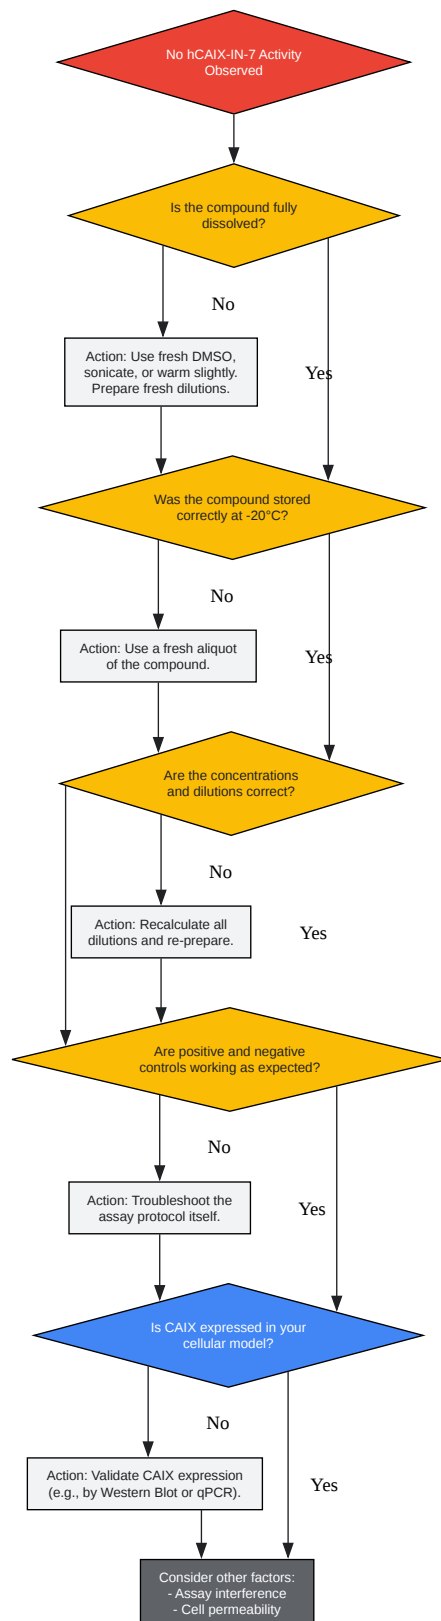 No hCAIX-IN-7 Activity
Observed
Is the compound fully
dissolved?
No
Action: Use fresh DMSO,
sonicate, or warm slightly.
Prepare fresh dilutions.
Yes
Was the compound stored
correctly at -20°C?
No
Action: Use a fresh aliquot
of the compound.
Yes
Are the concentrations
and dilutions correct?
No
Action: Recalculate all
dilutions and re-prepare.
Yes
Are positive and negative
controls working as expected?
No
Action: Troubleshoot the
assay protocol itself.
Yes
Is CAIX expressed in your
cellular model?
No
Action: Validate CAIX expression
(e.g., by Western Blot or qPCR).
Yes
Consider other factors:
- Assay interference
- Cell permeability